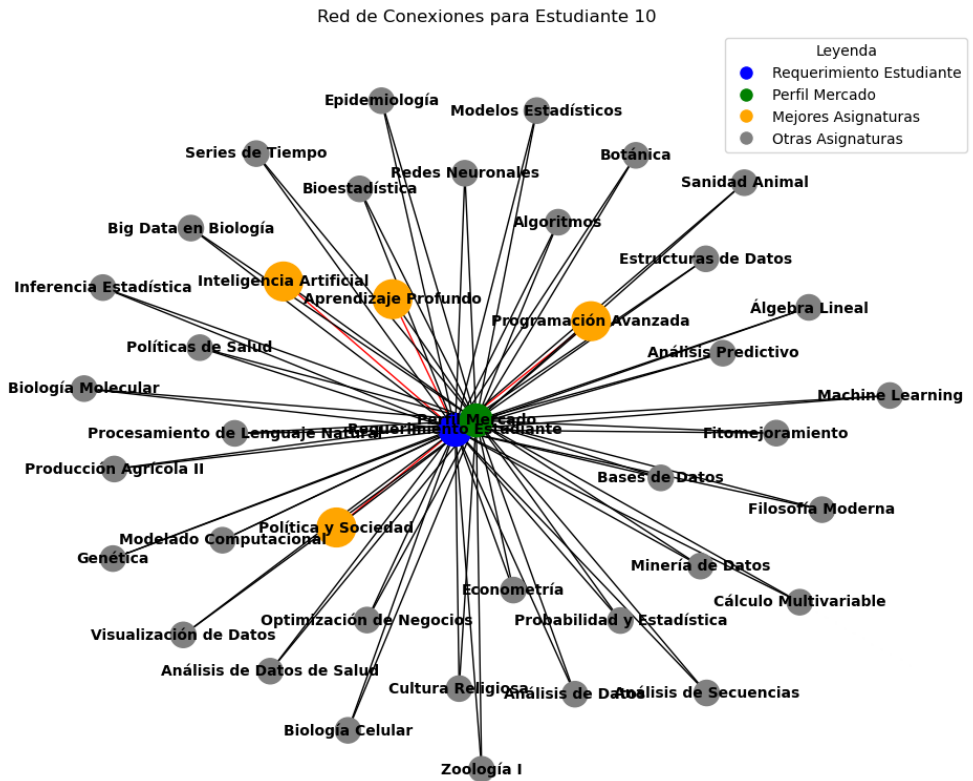 Red de Conexiones para Estudiante 10
Leyenda
Requerimiento Estudiante
Perfil Mercado
Mejores Asignaturas
Otras Asignaturas
Epidemiología
Modelos Estadísticos
Series de Tiempo
Botánica
Redes Neuronales
Sanidad Animal
Bioestadística
Algoritmos
Big Data en Biología
Estructuras de Datos
Inteligencia Artificial
Inferencia Estadística
Aprendizaje Profundo
Álgebra Lineal
Programación Avanzada
Políticas de Salud
Análisis Predictivo
Biología Molecular
Machine Learning
Perfil Mercado
Requerimiento Estudiante
Procesamiento de Lenguaje Natural
Fitomejoramiento
Producción Agrícola II
Bases de Datos
Filosofía Moderna
Política y Sociedad
Modelado Computacional
Genética
Minería de Datos
Econometría
Cálculo Multivariable
Optimización de Negocios
Probabilidad y Estadística
Visualización de Datos
Análisis de Datos de Salud
Cultura Religiosa
Análisis de Datos
Análisis de Secuencias
Biología Celular
Zoología I